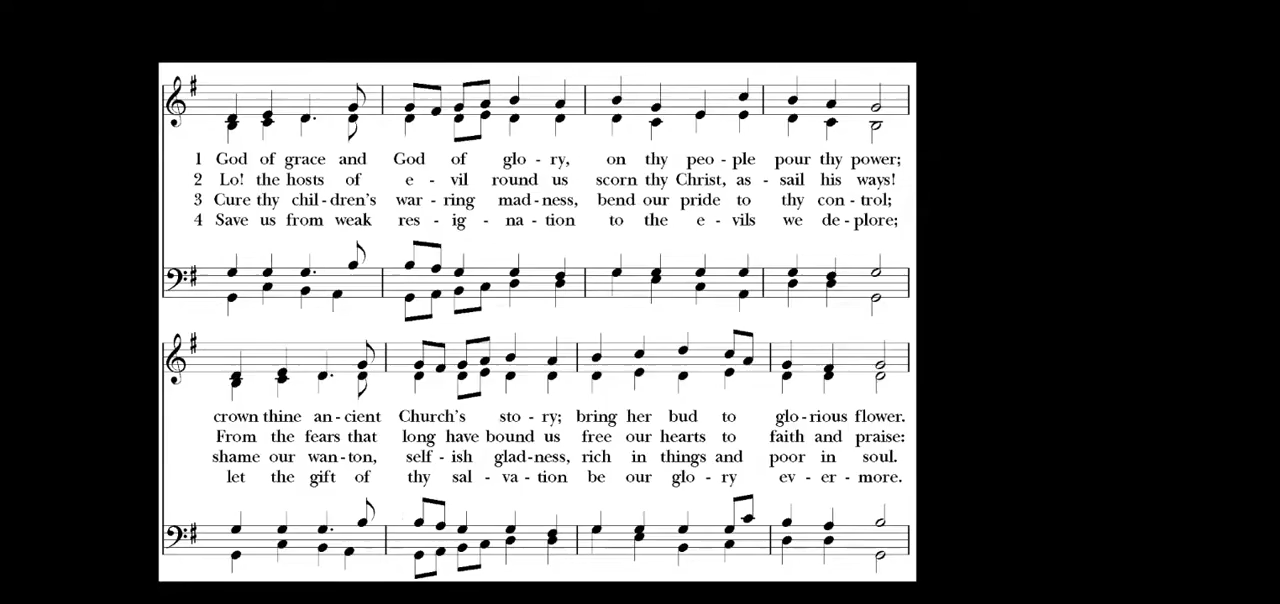 1 God of grace and God of glo - ry, on thy peo - ple pour thy power;
2 Lo! the hosts of e - vil round us scorn thy Christ, as - sail his ways!
3 Cure thy chil - dren's war - ring mad - ness, bend our pride to thy con - trol;
4 Save us from weak res - ig - na - tion to the e - vils we de - plore;
crown thine an - cient Church's sto - ry; bring her bud to glo - rious flower.
From the fears that long have bound us free our hearts to faith and praise:
shame our wan - ton, self - ish glad - ness, rich in things and poor in soul.
let the gift of thy sal - va - tion be our glo - ry ev - er - more.